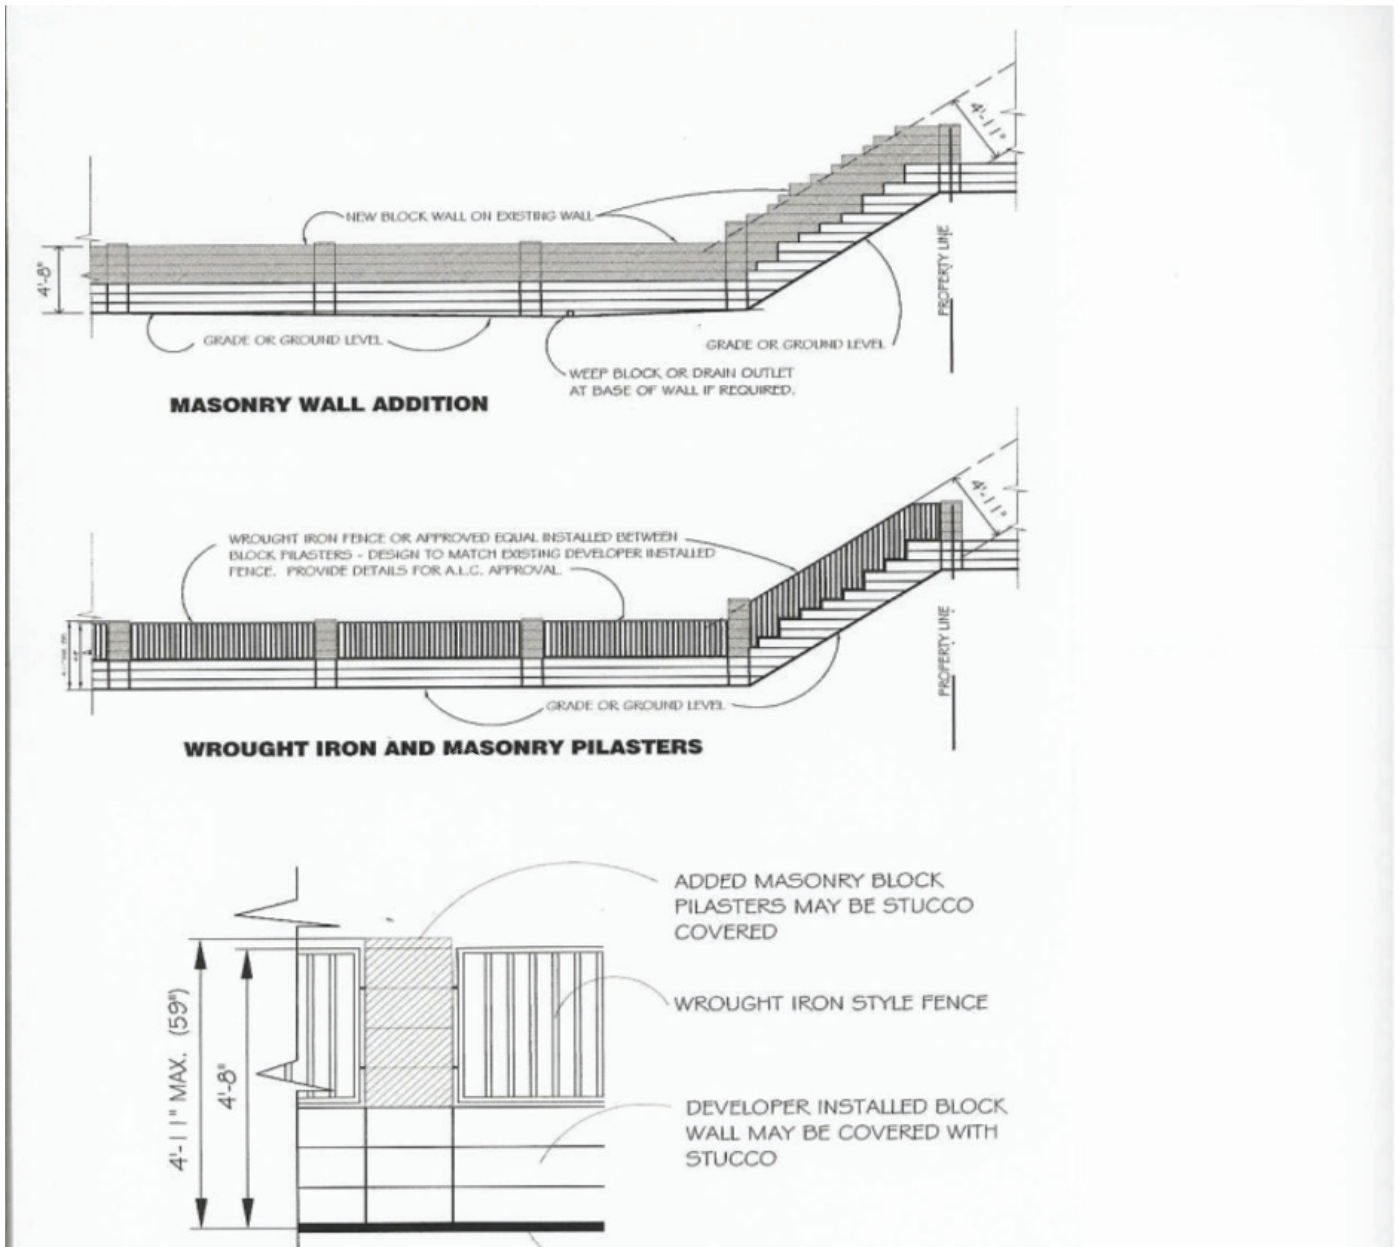 4'-11"
NEW BLOCK WALL ON EXISTING WALL
4'-8"
PROPERTY LINE
GRADE OR GROUND LEVEL
GRADE OR GROUND LEVEL
WEEP BLOCK OR DRAIN OUTLET
AT BASE OF WALL IF REQUIRED.
MASONRY WALL ADDITION
4'-11"
WROUGHT IRON FENCE OR APPROVED EQUAL INSTALLED BETWEEN
BLOCK PILASTERS - DESIGN TO MATCH EXISTING DEVELOPER INSTALLED
FENCE. PROVIDE DETAILS FOR A.L.C. APPROVAL.
PROPERTY LINE
GRADE OR GROUND LEVEL
WROUGHT IRON AND MASONRY PILASTERS
ADDED MASONRY BLOCK
PILASTERS MAY BE STUCCO
COVERED
WROUGHT IRON STYLE FENCE
4'-11" MAX. (59")
4'-8"
DEVELOPER INSTALLED BLOCK
WALL MAY BE COVERED WITH
STUCCO